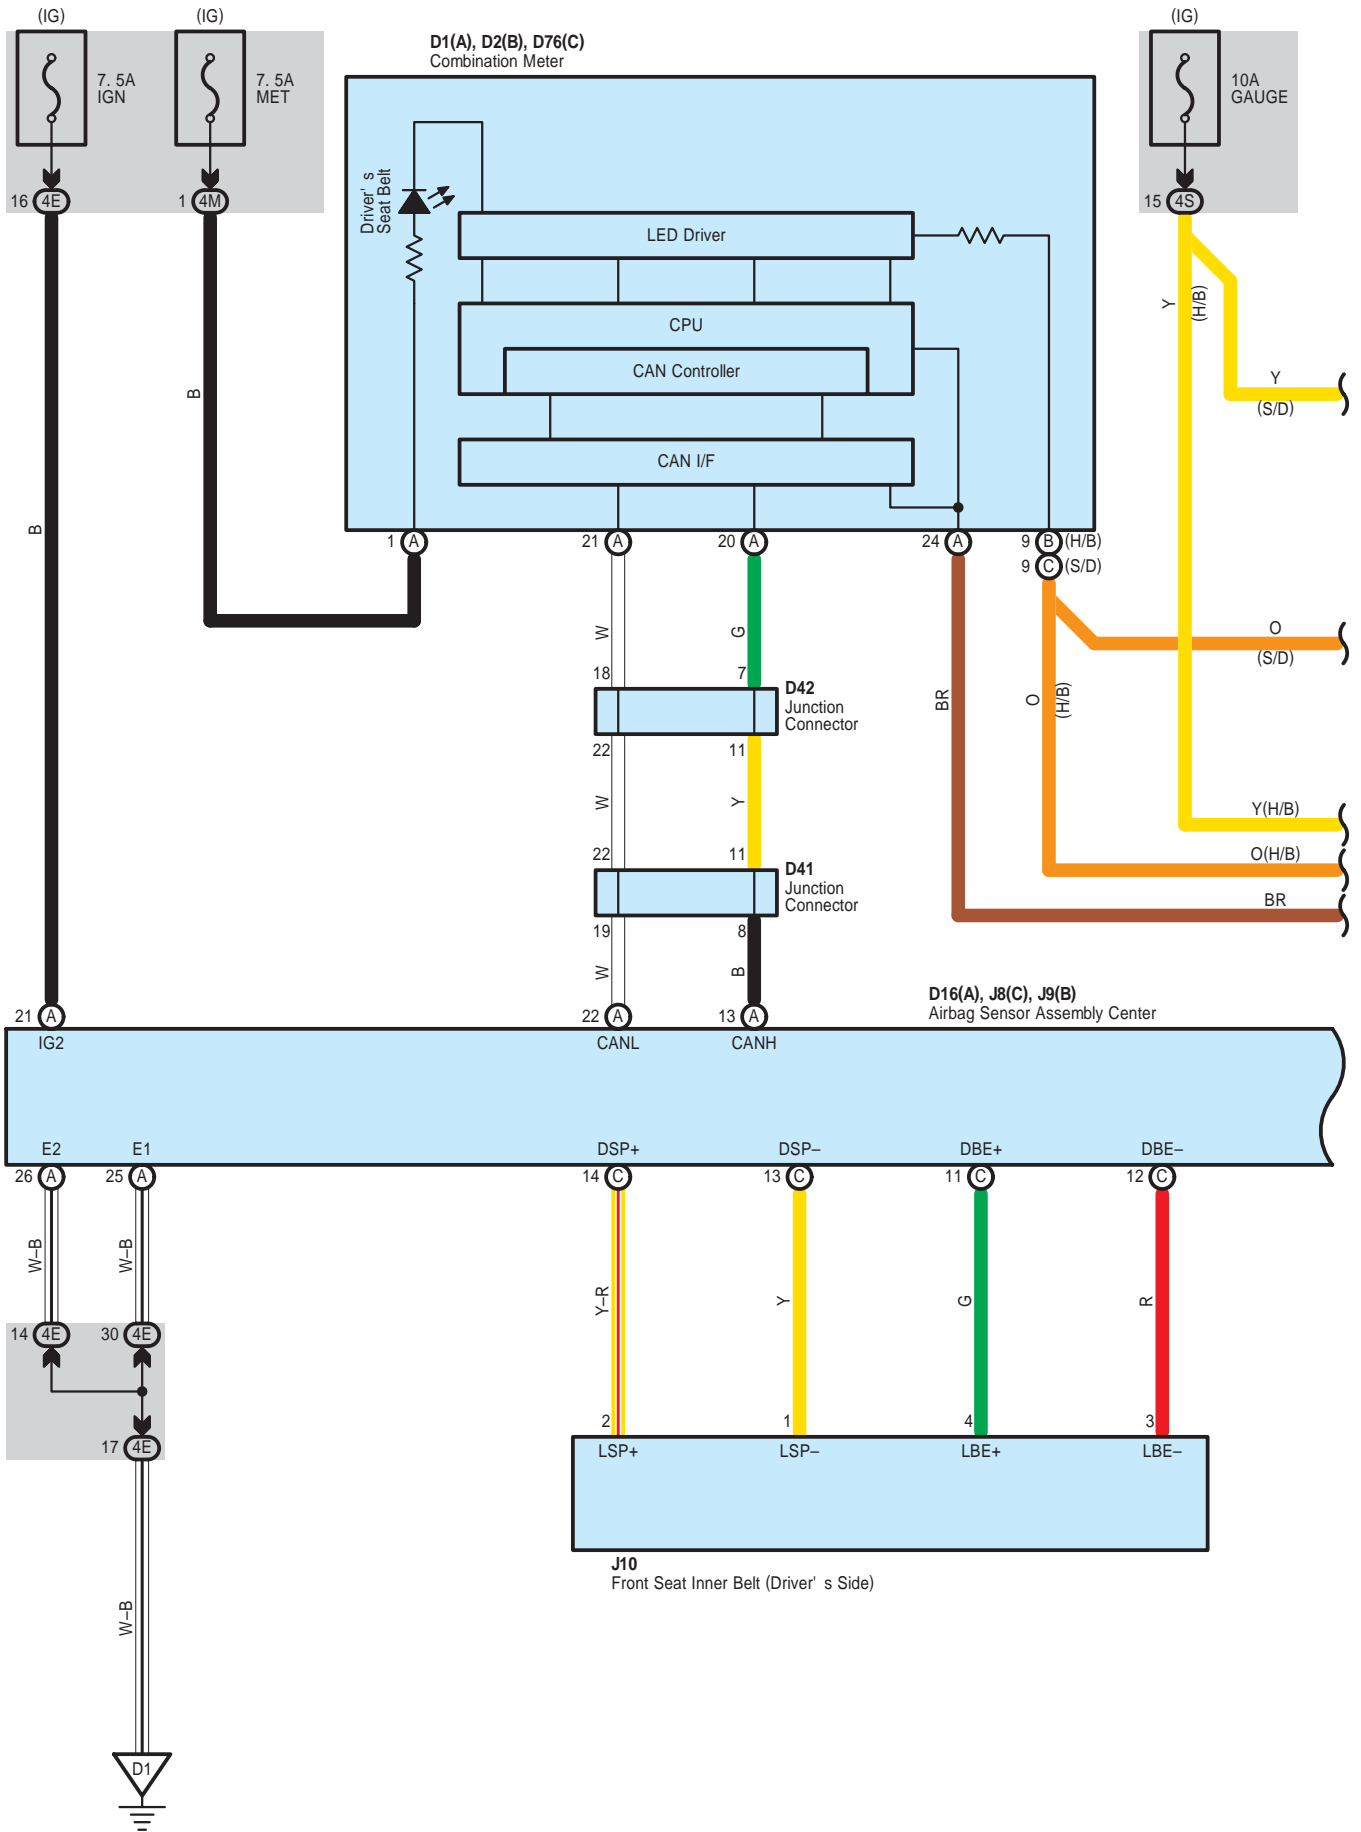 (IG)
(IG)
(IG)
7. 5A
IGN
7. 5A
MET
10A
GAUGE
16 4E
1 4M
15 4S
D1(A), D2(B), D76(C)
Combination Meter
Driver' s
Seat Belt
LED Driver
CPU
CAN Controller
CAN I/F
Y
(H/B)
Y
(S/D)
B
B
1 A
21 A
20 A
24 A
9 B (H/B)
9 C (S/D)
W
G
O
(S/D)
18
7
D42
Junction
Connector
BR
O
(H/B)
22
11
W
Y
Y(H/B)
22
11
O(H/B)
D41
Junction
Connector
BR
19
8
W
B
D16(A), J8(C), J9(B)
Airbag Sensor Assembly Center
21 A
22 A
13 A
IG2
CANL
CANH
E2
E1
DSP+
DSP–
DBE+
DBE–
26 A
25 A
14 C
13 C
11 C
12 C
W–B
W–B
Y–R
Y
G
R
14 4E
30 4E
2
1
4
3
17 4E
LSP+
LSP–
LBE+
LBE–
J10
Front Seat Inner Belt (Driver' s Side)
W–B
D1